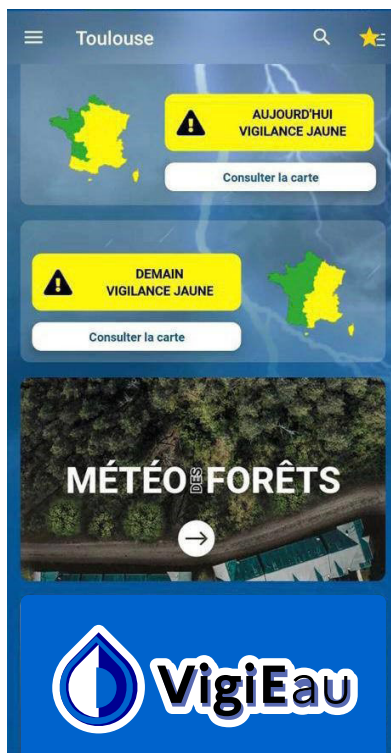 Toulouse
AUJOURD'HUI
VIGILANCE JAUNE
Consulter la carte
DEMAIN
VIGILANCE JAUNE
Consulter la carte
MÉTÉO DES FORÊTS
VigiEau